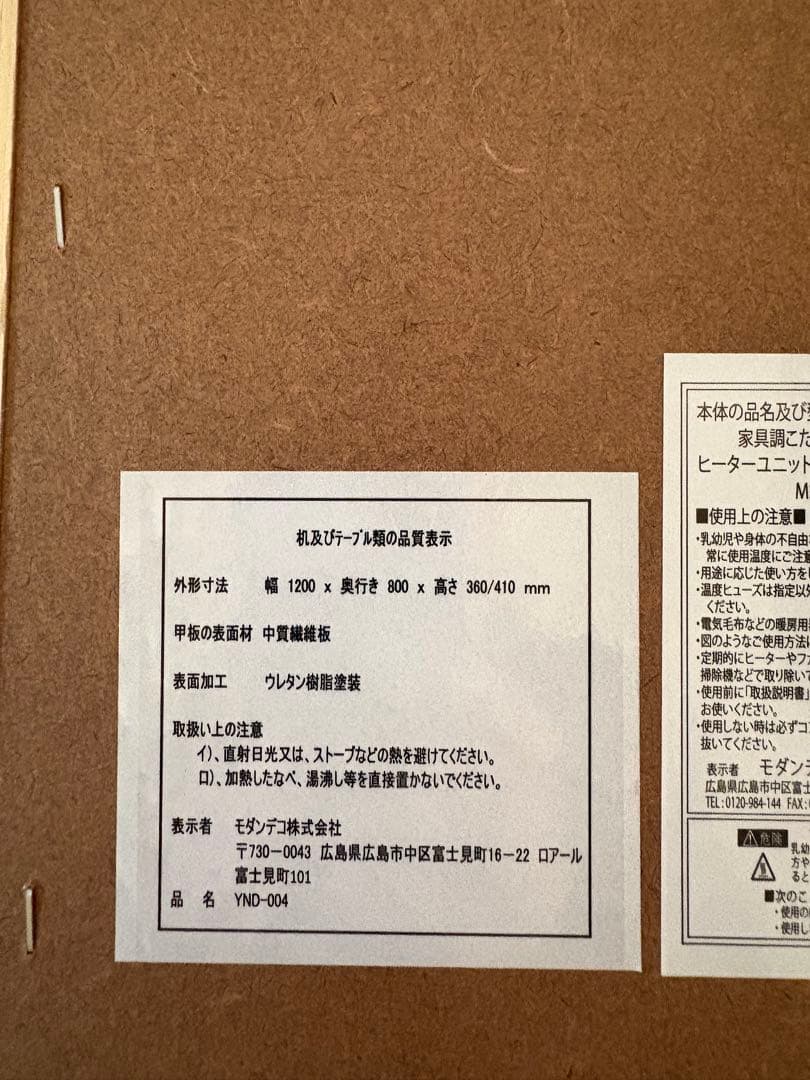 机及びテーブル類の品質表示
外形寸法 幅 1200 x 奥行き 800 x 高さ 360/410 mm
甲板の表面材 中質繊維板
表面加工 ウレタン樹脂塗装
取扱い上の注意
イ)、直射日光又は、ストーブなどの熱を避けてください。
ロ)、加熱したなべ、湯沸し等を直接置かないでください。
表示者 モダンデコ株式会社
〒730-0043 広島県広島市中区富士見町16-22 ロアール
富士見町101
品 名 YND-004
本体の品名及び
家具調こた
ヒーターユニット
M
■使用上の注意■
・乳幼児や身体の不自由
常に使用温度にご注意
・用途に応じた使い方を
・温度ヒューズは指定以外
ください。
・電気毛布などの暖房用
・図のようなご使用方法
・定期的にヒーターやフ
掃除機などで取り除いて
・使用前に「取扱説明書」
お使いください。
・使用しない時は必ずコ
抜いてください。
表示者 モダンデ
広島県広島市中区富士
TEL:0120-984-144 FAX:
危険
乳幼
方や
ると
■次のこ
・使用の
・使用し